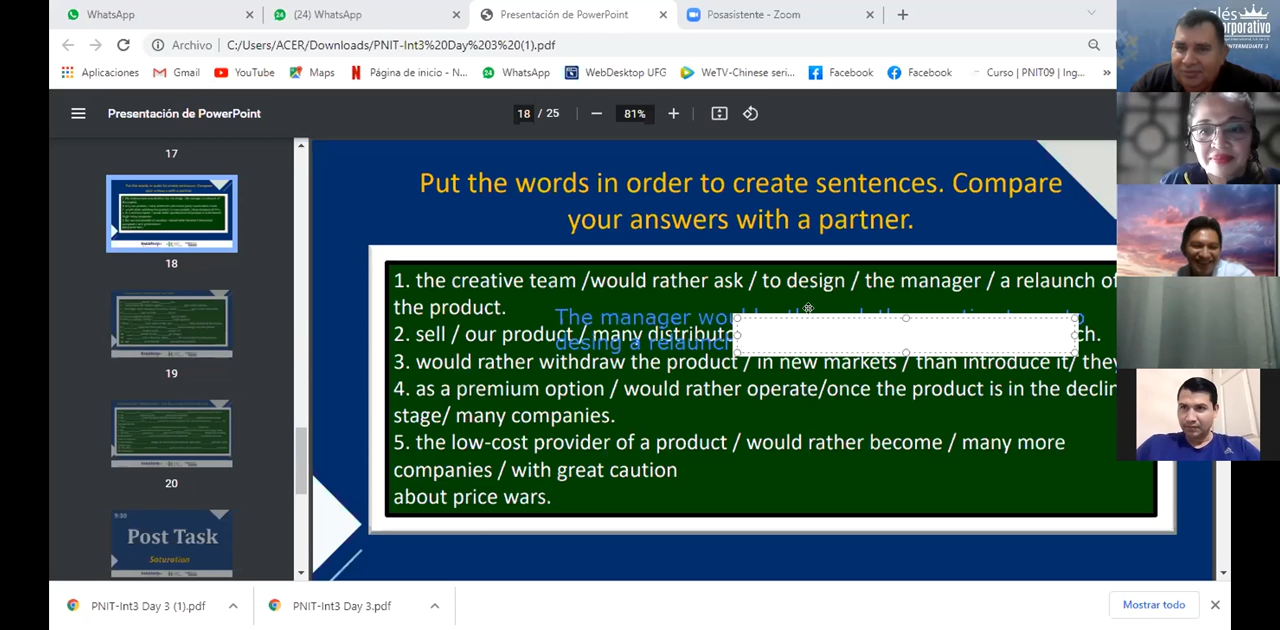 WhatsApp
(24) WhatsApp
Presentación de PowerPoint
Posasistente - Zoom
Archivo
C:/Users/ACER/Downloads/PNIT-Int3%20Day%203%20(1).pdf
Aplicaciones
Gmail
YouTube
Maps
Página de inicio - N...
WhatsApp
WebDesktop UFG
WeTV-Chinese seri...
Facebook
Facebook
Curso | PNIT09 | Ing...
Presentación de PowerPoint
18 / 25
81%
17
18
19
20
9:30
Post Task
Saturation
Put the words in order to create sentences. Compare
your answers with a partner.
1. the creative team /would rather ask / to design / the manager / a relaunch of
the product.
The manager
2. sell / our product / many
desing a relaunch
3. would rather withdraw the product / in new markets / than introduce it/ they
4. as a premium option / would rather operate/once the product is in the
stage/ many companies.
5. the low-cost provider of a product / would rather become / many more
companies / with great caution
about price wars.
inglés
corporativo
INTERMEDIATE 3
PNIT-Int3 Day 3 (1).pdf
PNIT-Int3 Day 3.pdf
Mostrar todo